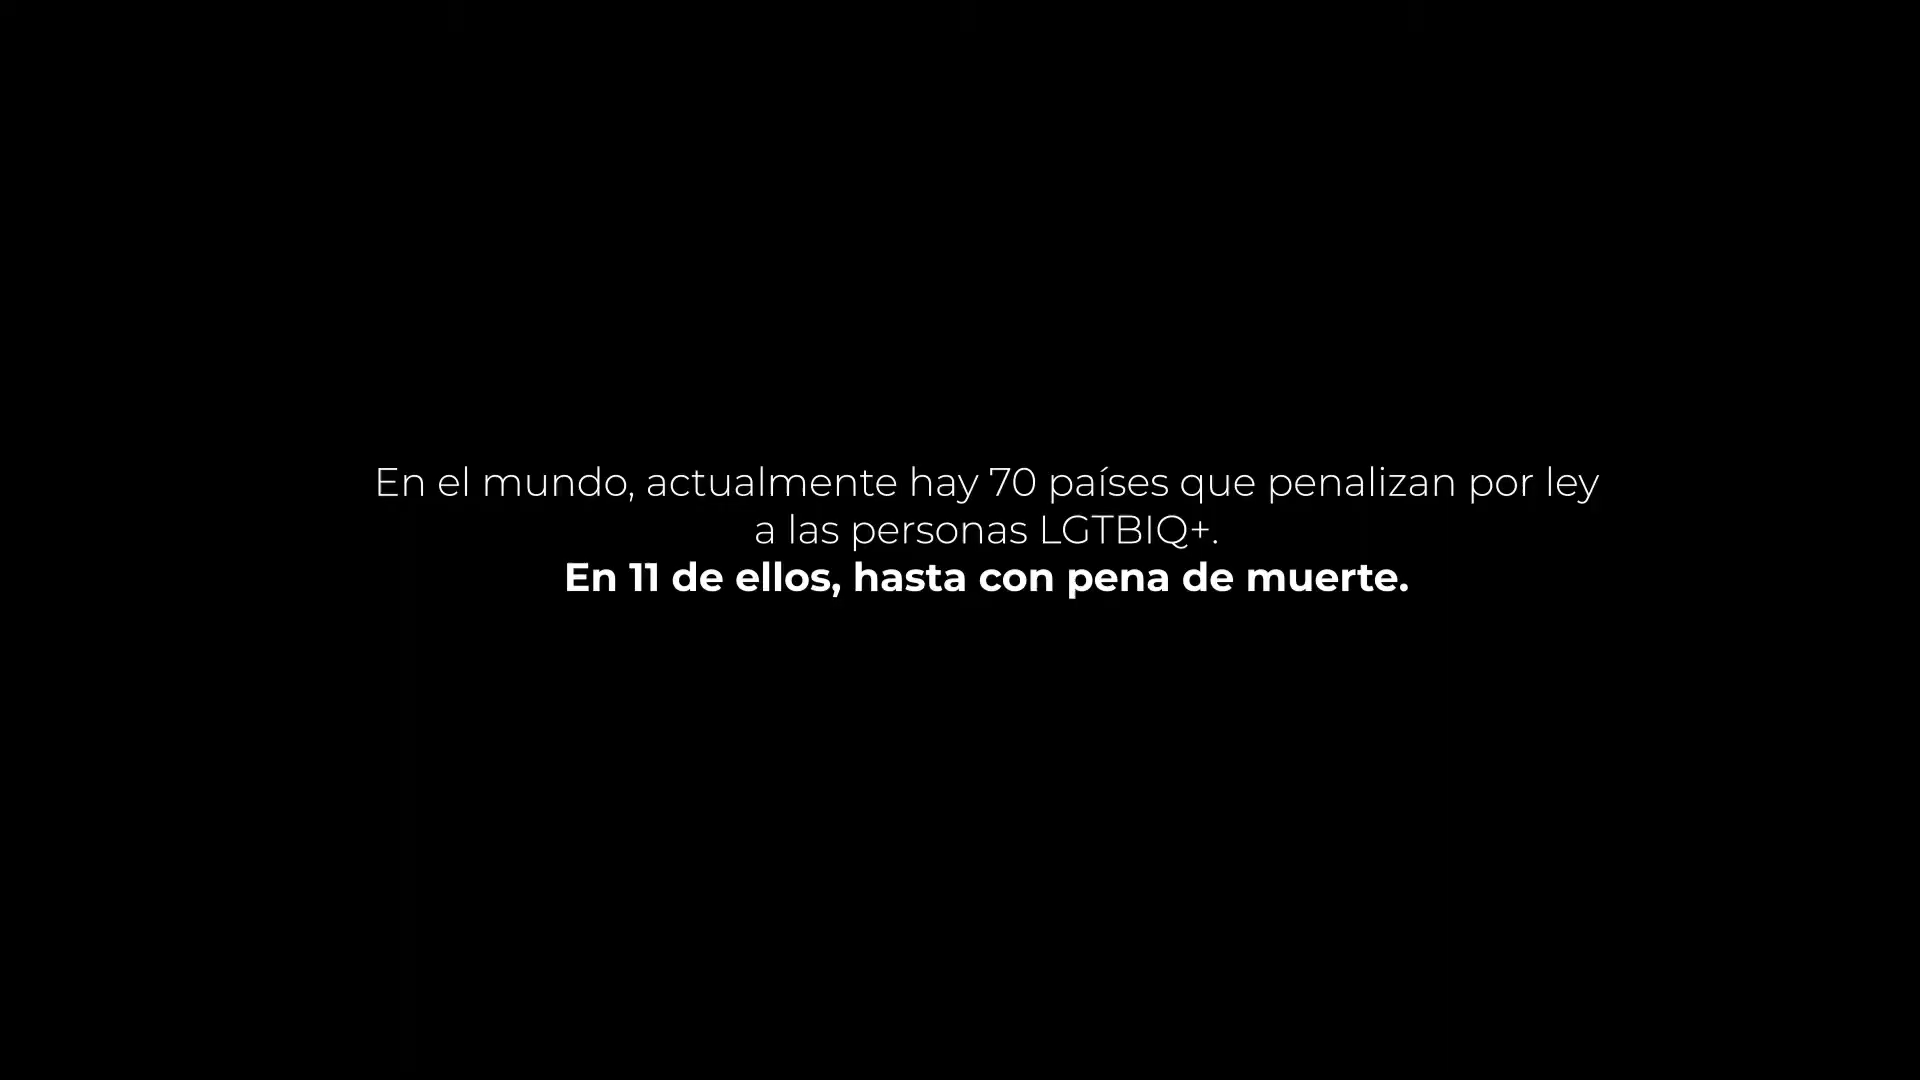 En el mundo, actualmente hay 70 países que penalizan por ley
a las personas LGTBIQ+.
En 11 de ellos, hasta con pena de muerte.